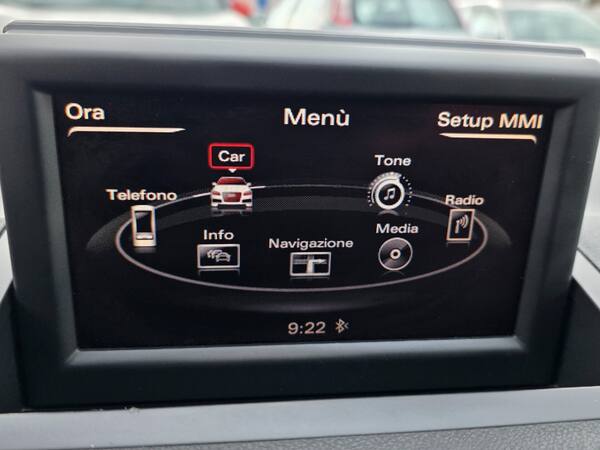 Ora
Menù
Setup MMI
Car
Tone
Telefono
Radio
Info
Navigazione
Media
9:22